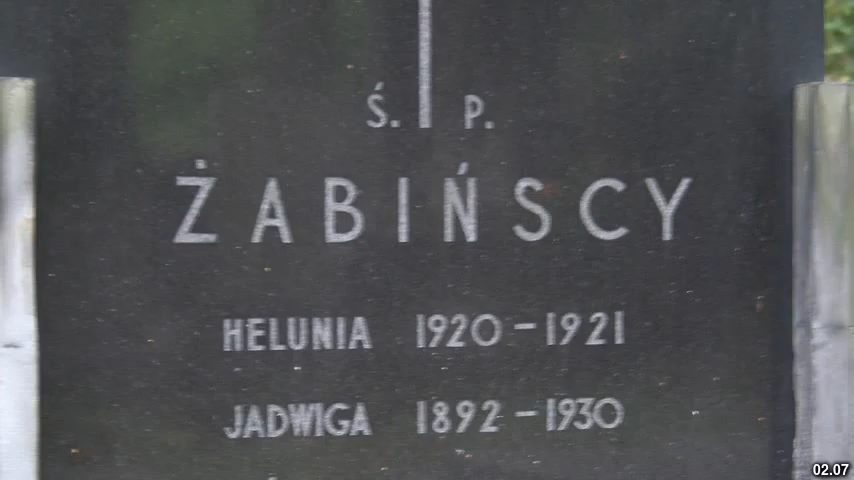 Ś. P.
ŻABIŃSCY
HELUNIA 1920-1921
JADWIGA 1892-1930
02.07